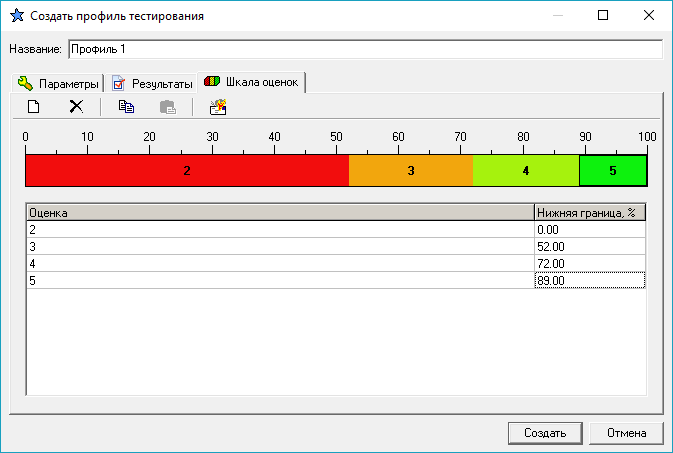 Создать профиль тестирования
Название: Профиль 1
Параметры Результаты Шкала оценок
0 10 20 30 40 50 60 70 80 90 100
2 3 4 5
Оценка Нижняя граница, %
2 0.00
3 52.00
4 72.00
5 89.00
Создать Отмена